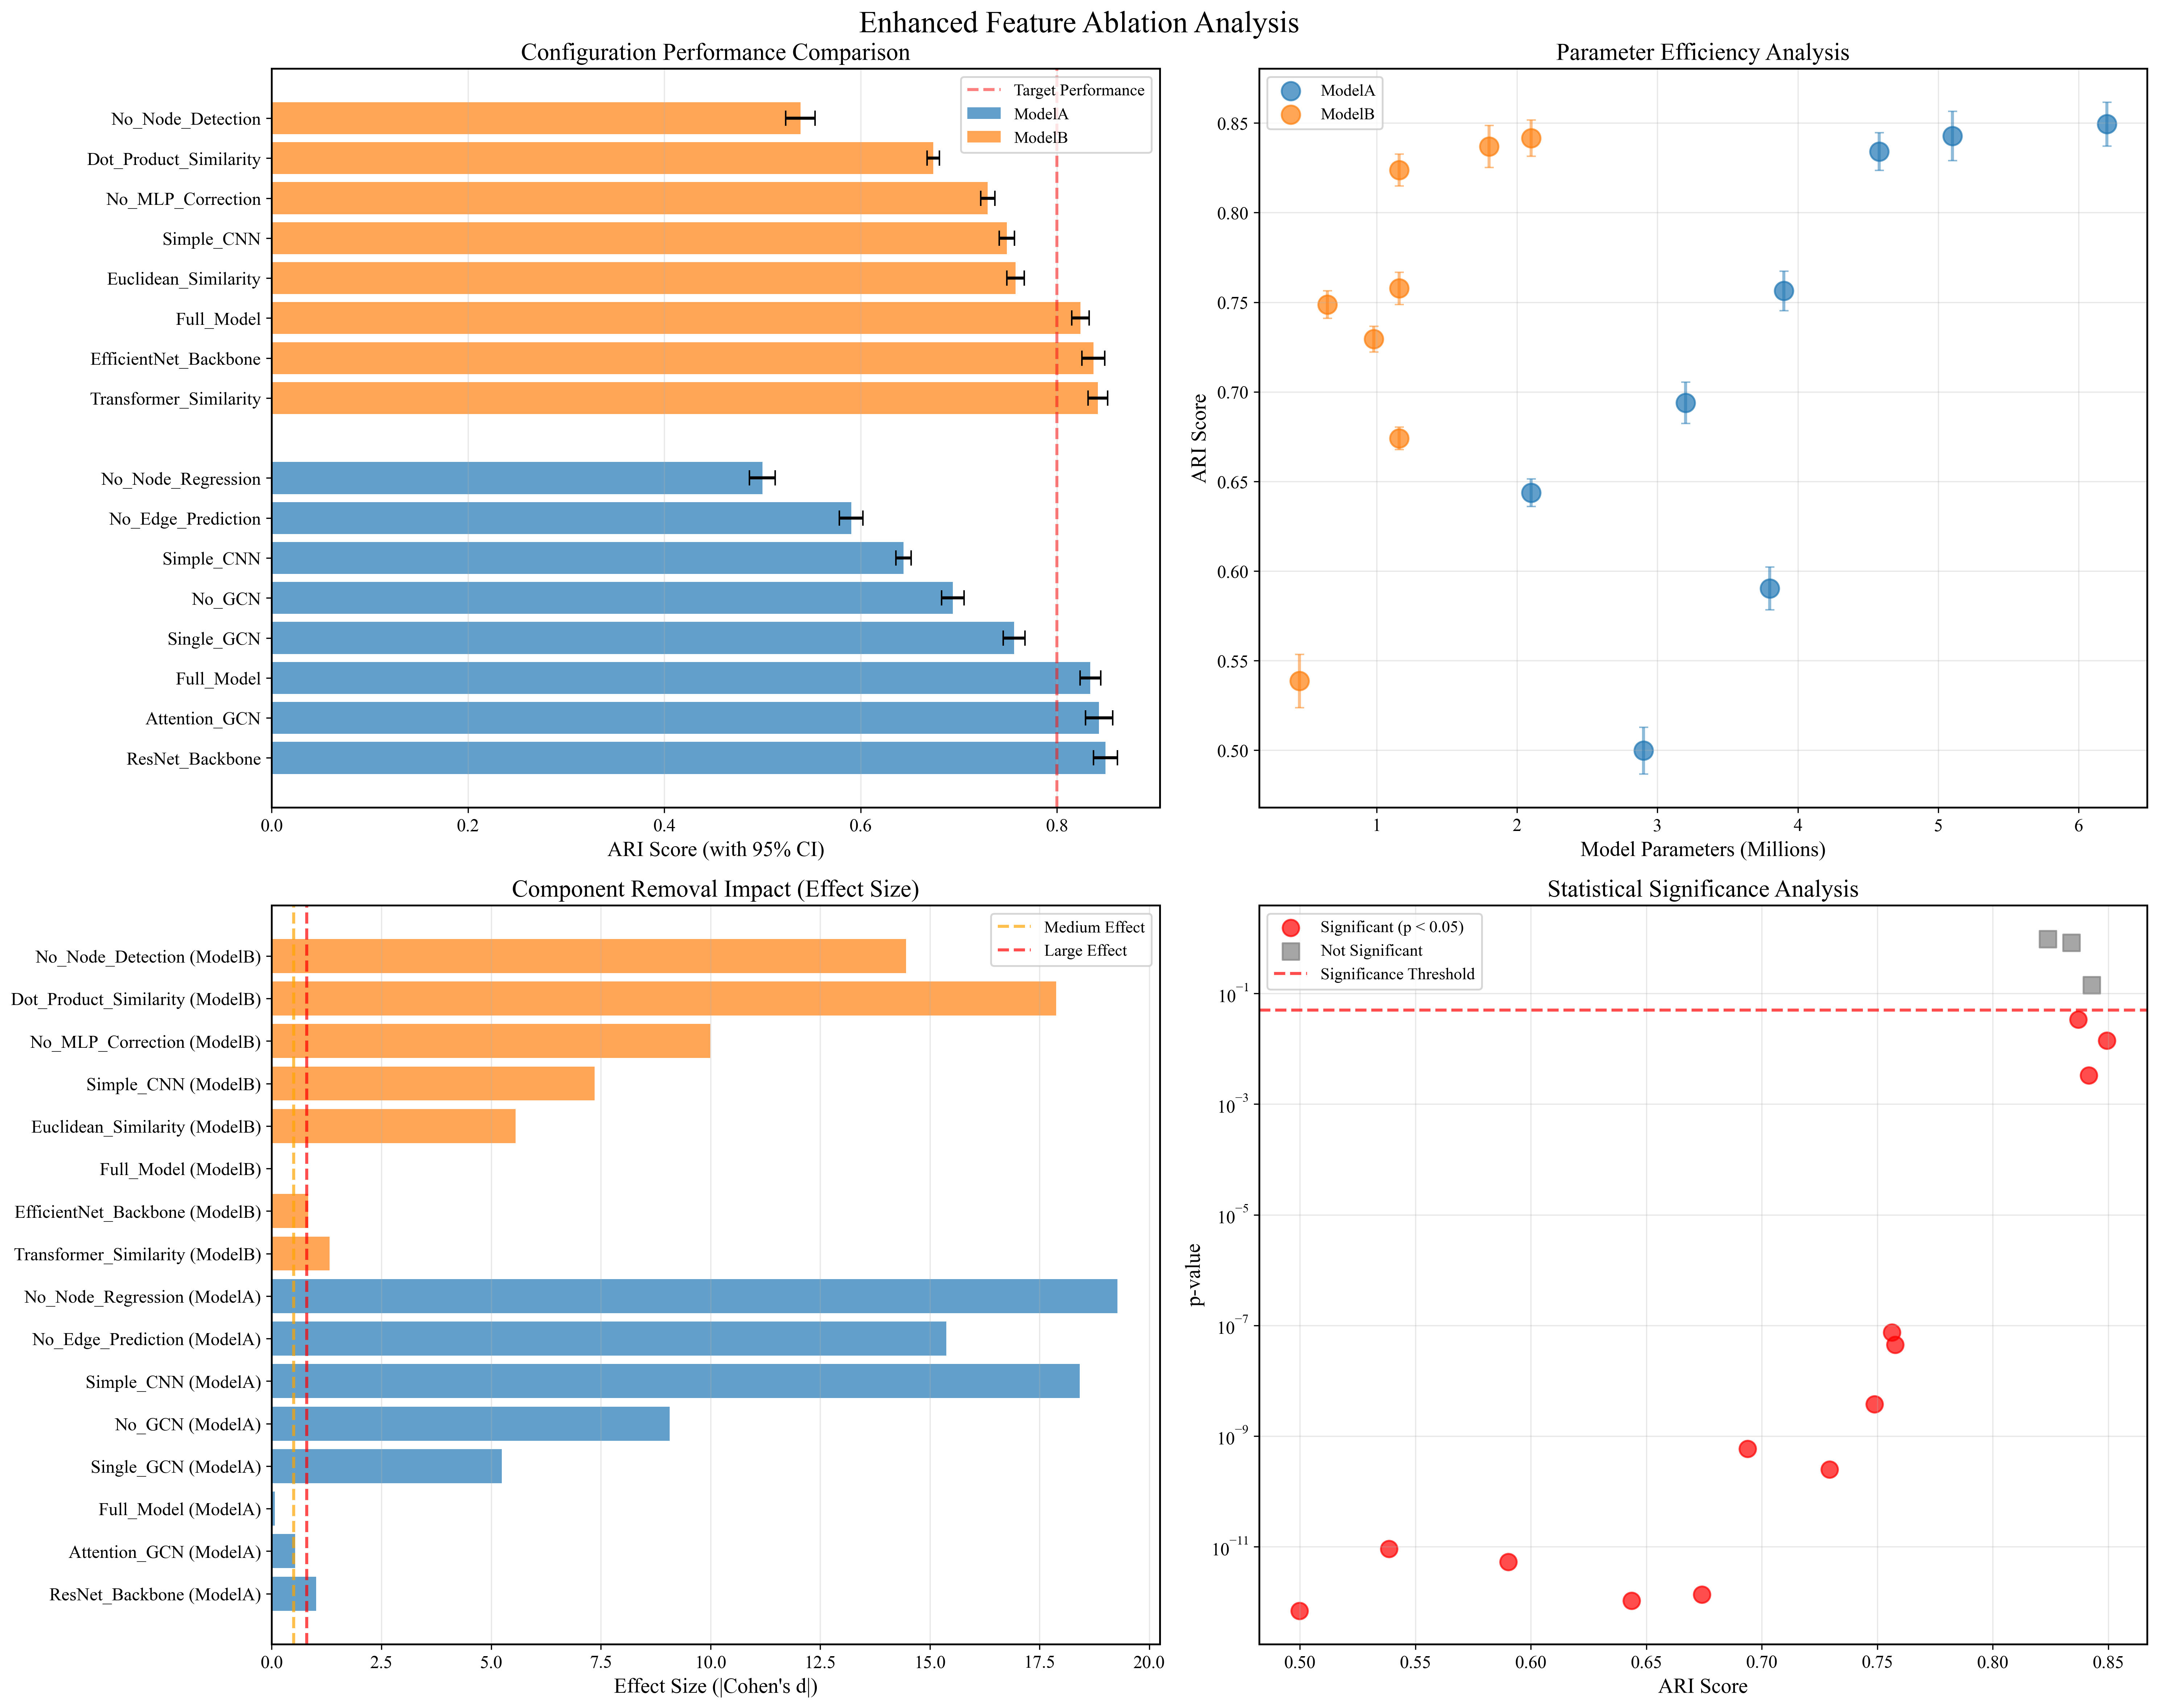 Enhanced Feature Ablation Analysis
Configuration Performance Comparison
Target Performance
ModelA
ModelB
No_Node_Detection
Dot_Product_Similarity
No_MLP_Correction
Simple_CNN
Euclidean_Similarity
Full_Model
EfficientNet_Backbone
Transformer_Similarity
No_Node_Regression
No_Edge_Prediction
Simple_CNN
No_GCN
Single_GCN
Full_Model
Attention_GCN
ResNet_Backbone
0.0 0.2 0.4 0.6 0.8
ARI Score (with 95% CI)
Parameter Efficiency Analysis
ModelA
ModelB
0.85
0.80
0.75
0.70
0.65
0.60
0.55
0.50
ARI Score
1 2 3 4 5 6
Model Parameters (Millions)
Component Removal Impact (Effect Size)
Medium Effect
Large Effect
No_Node_Detection (ModelB)
Dot_Product_Similarity (ModelB)
No_MLP_Correction (ModelB)
Simple_CNN (ModelB)
Euclidean_Similarity (ModelB)
Full_Model (ModelB)
EfficientNet_Backbone (ModelB)
Transformer_Similarity (ModelB)
No_Node_Regression (ModelA)
No_Edge_Prediction (ModelA)
Simple_CNN (ModelA)
No_GCN (ModelA)
Single_GCN (ModelA)
Full_Model (ModelA)
Attention_GCN (ModelA)
ResNet_Backbone (ModelA)
0.0 2.5 5.0 7.5 10.0 12.5 15.0 17.5 20.0
Effect Size (|Cohen's d|)
Statistical Significance Analysis
Significant (p < 0.05)
Not Significant
Significance Threshold
10⁻¹
10⁻³
10⁻⁵
10⁻⁷
10⁻⁹
10⁻¹¹
p-value
0.50 0.55 0.60 0.65 0.70 0.75 0.80 0.85
ARI Score